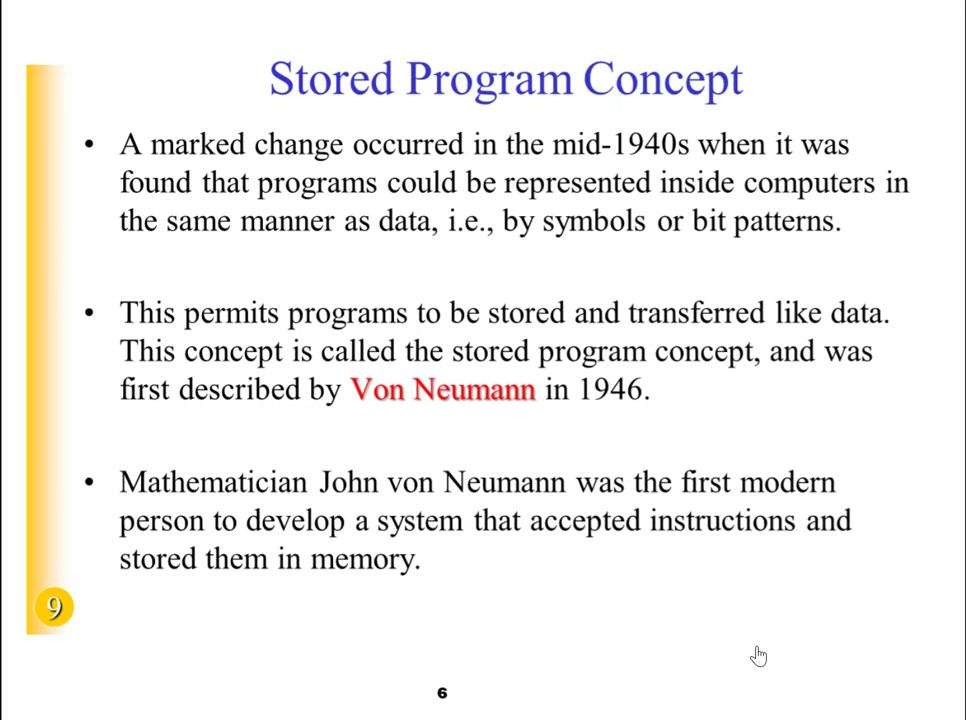 Stored Program Concept
• A marked change occurred in the mid-1940s when it was
found that programs could be represented inside computers in
the same manner as data, i.e., by symbols or bit patterns.
• This permits programs to be stored and transferred like data.
This concept is called the stored program concept, and was
first described by Von Neumann in 1946.
• Mathematician John von Neumann was the first modern
person to develop a system that accepted instructions and
stored them in memory.
9
6